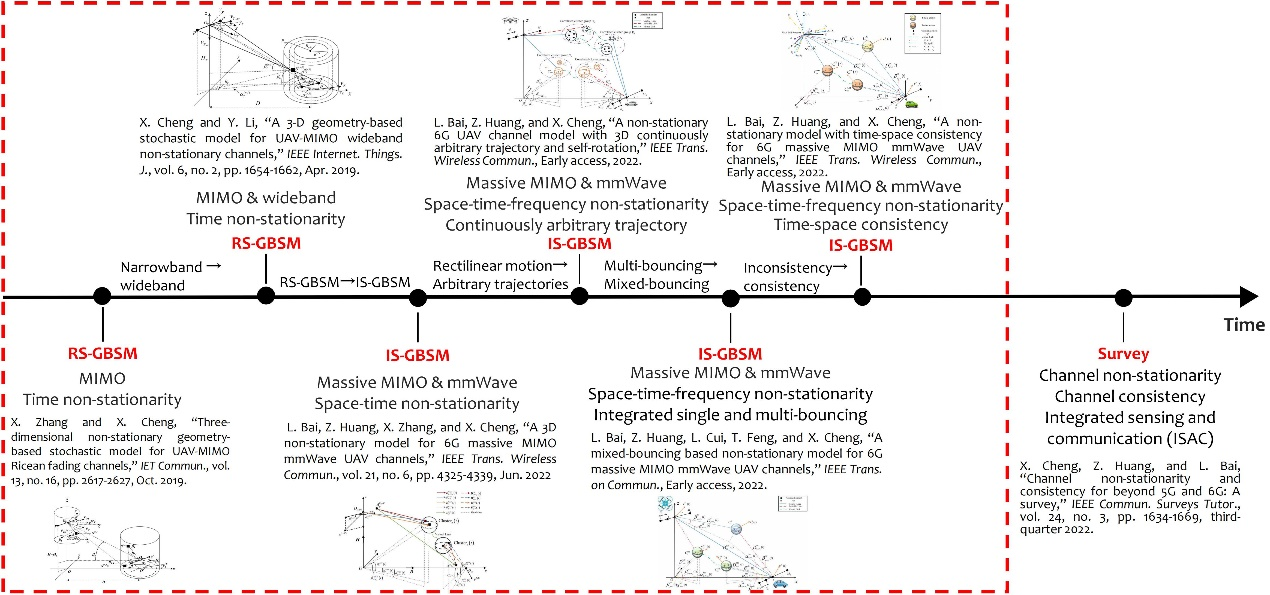 X. Cheng and Y. Li, “A 3-D geometry-based
stochastic model for UAV-MIMO wideband
non-stationary channels,” IEEE Internet. Things.
J., vol. 6, no. 2, pp. 1654-1662, Apr. 2019.
MIMO & wideband
Time non-stationarity
RS-GBSM
L. Bai, Z. Huang, and X. Cheng, “A non-stationary
6G UAV channel model with 3D continuously
arbitrary trajectory and self-rotation,” IEEE Trans.
Wireless Commun., Early access, 2022.
Massive MIMO & mmWave
Space-time-frequency non-stationarity
Continuously arbitrary trajectory
IS-GBSM
L. Bai, Z. Huang, and X. Cheng, “A non-
stationary model with time-space consistency
for 6G massive MIMO mmWave UAV
channels,” IEEE Trans. Wireless Commun.,
Early access, 2022.
Massive MIMO & mmWave
Space-time-frequency non-stationarity
Time-space consistency
IS-GBSM
Narrowband →
wideband
RS-GBSM→IS-GBSM
Rectilinear motion→
Arbitrary trajectories
Multi-bouncing→
Mixed-bouncing
Inconsistency→
consistency
Time
RS-GBSM
MIMO
Time non-stationarity
X. Zhang and X. Cheng, “Three-
dimensional non-stationary geometry-
based stochastic model for UAV-MIMO
Ricean fading channels,” IET Commun., vol.
13, no. 16, pp. 2617-2627, Oct. 2019.
IS-GBSM
Massive MIMO & mmWave
Space-time non-stationarity
L. Bai, Z. Huang, X. Zhang, and X. Cheng, “A 3D
non-stationary model for 6G massive MIMO
mmWave UAV channels,” IEEE Trans. Wireless
Commun., vol. 21, no. 6, pp. 4325-4339, Jun. 2022
IS-GBSM
Massive MIMO & mmWave
Space-time-frequency non-stationarity
Integrated single and multi-bouncing
L. Bai, Z. Huang, L. Cui, T. Feng, and X. Cheng, “A
mixed-bouncing based non-stationary model for 6G
massive MIMO mmWave UAV channels,” IEEE Trans.
on Commun., Early access, 2022.
Survey
Channel non-stationarity
Channel consistency
Integrated sensing and
communication (ISAC)
X. Cheng, Z. Huang, and L. Bai,
“Channel non-stationarity and
consistency for beyond 5G and 6G: A
survey,” IEEE Commun. Surveys Tutor.,
vol. 24, no. 3, pp. 1634-1669, third-
quarter 2022.